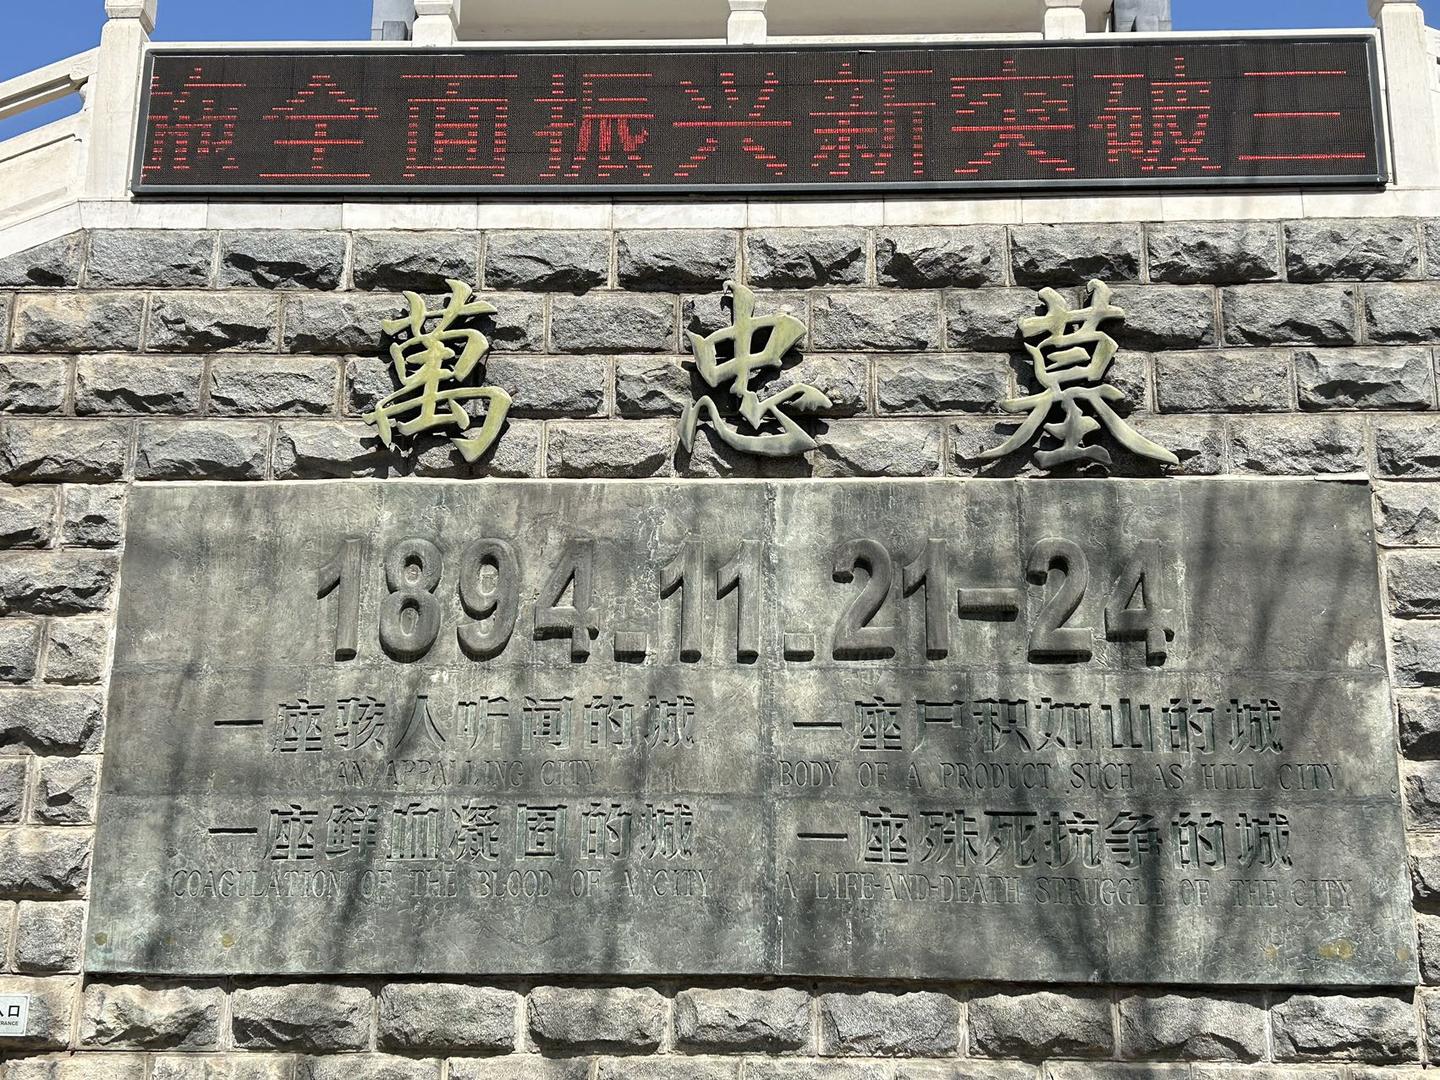 施全面振兴新突破三
萬忠墓
1894.11.21-24
一座骇人听闻的城
AN APPALLING CITY
一座尸积如山的城
BODY OF A PRODUCT SUCH AS HILL CITY
一座鲜血凝固的城
COAGULATION OF THE BLOOD OF A CITY
一座殊死抗争的城
A LIFE-AND-DEATH STRUGGLE OF THE CITY
入口